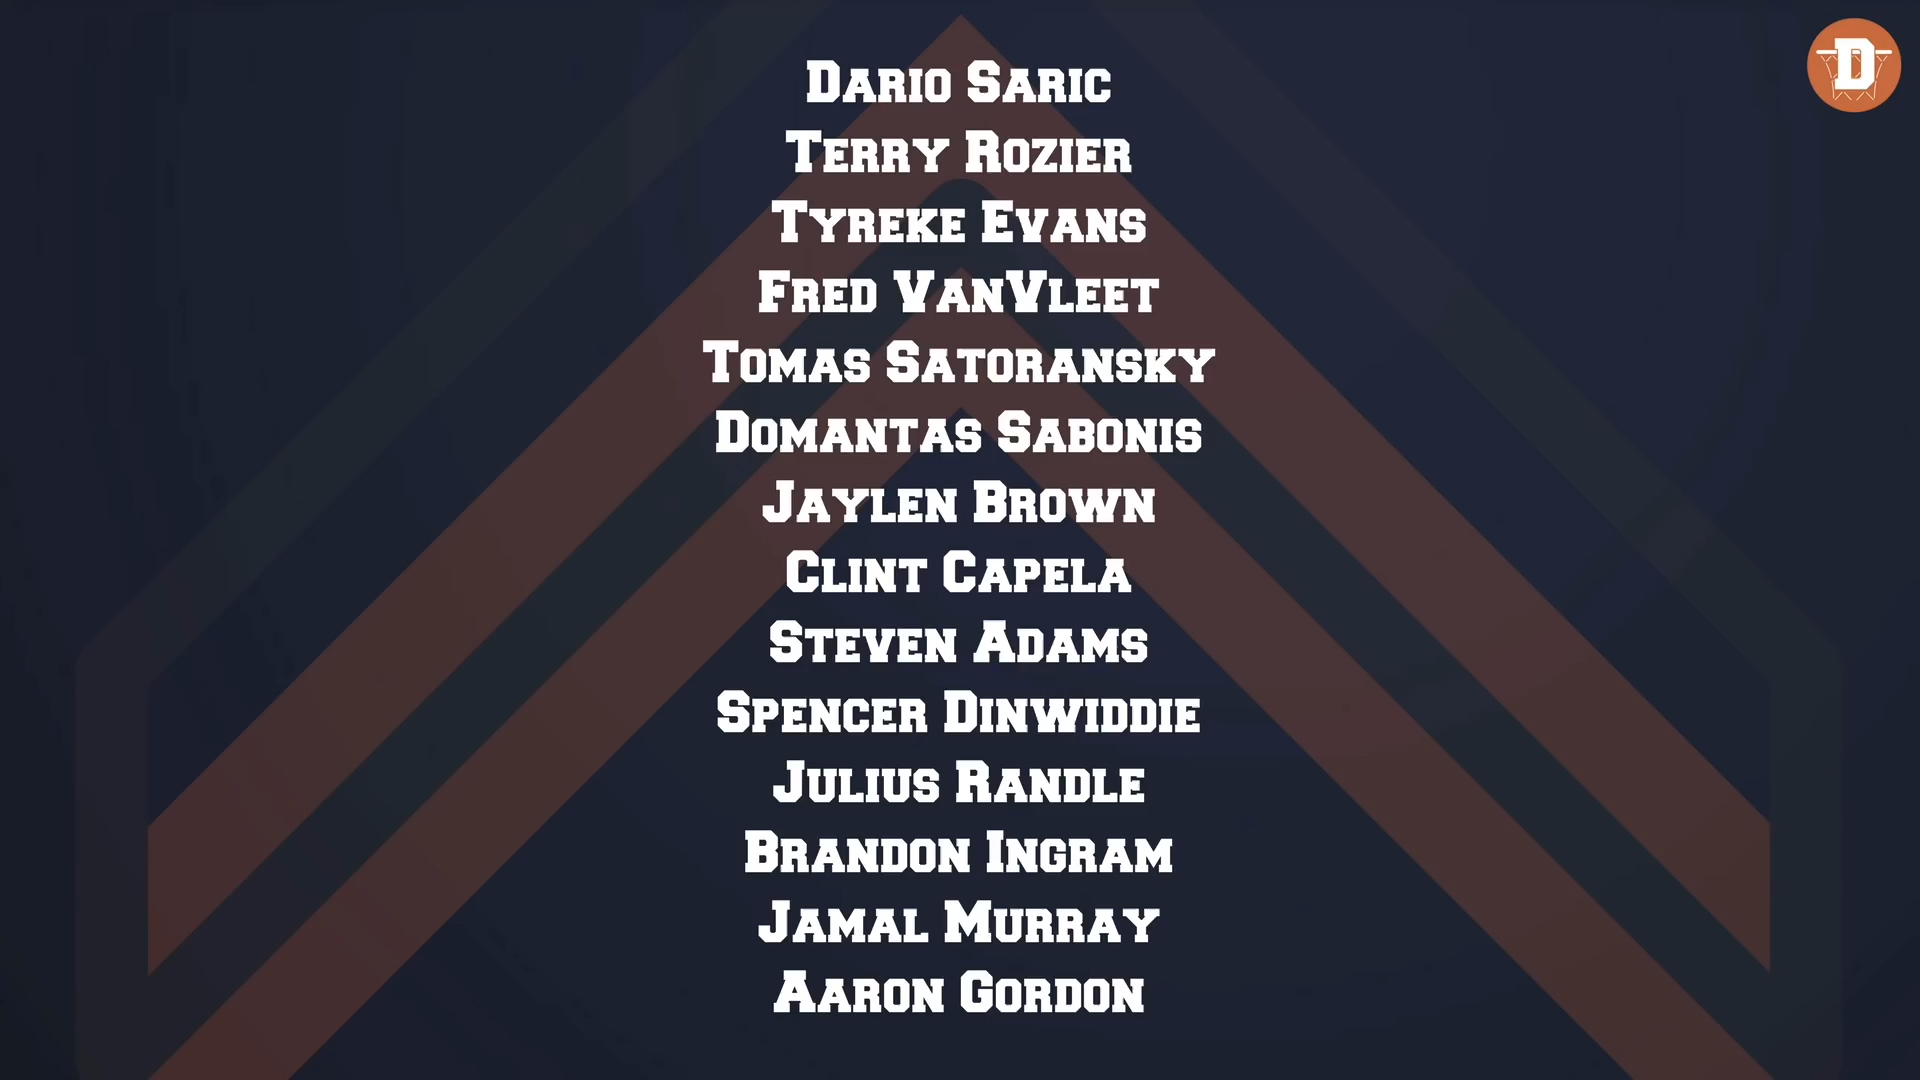 D
Dario Saric
Terry Rozier
Tyreke Evans
Fred VanVleet
Tomas Satoransky
Domantas Sabonis
Jaylen Brown
Clint Capela
Steven Adams
Spencer Dinwiddie
Julius Randle
Brandon Ingram
Jamal Murray
Aaron Gordon